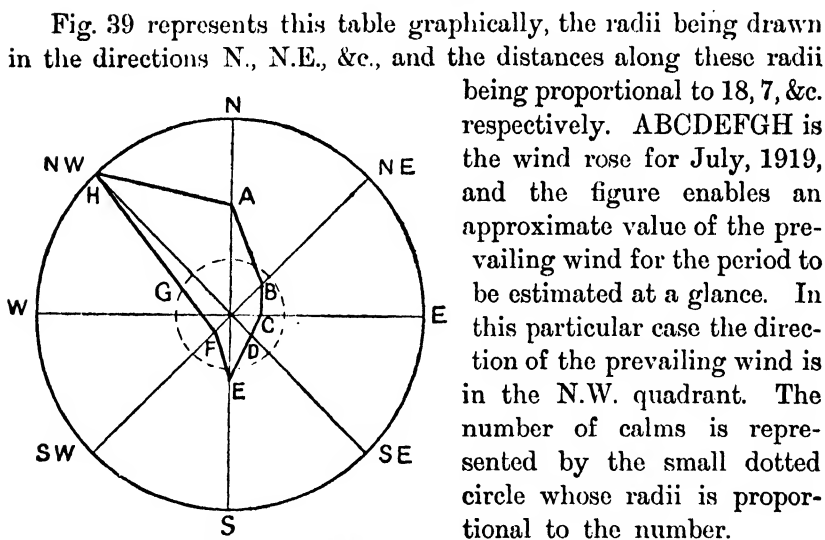 Fig. 39 represents this table graphically, the radii being drawn
in the directions N., N.E., &c., and the distances along these radii
being proportional to 18, 7, &c.
respectively. ABCDEFGH is
the wind rose for July, 1919,
and the figure enables an
approximate value of the pre-
vailing wind for the period to
be estimated at a glance. In
this particular case the direc-
tion of the prevailing wind is
in the N.W. quadrant. The
number of calms is repre-
sented by the small dotted
circle whose radii is propor-
tional to the number.
N
NW
NE
H
A
G
B
W
C
E
F
D
E
SW
SE
S